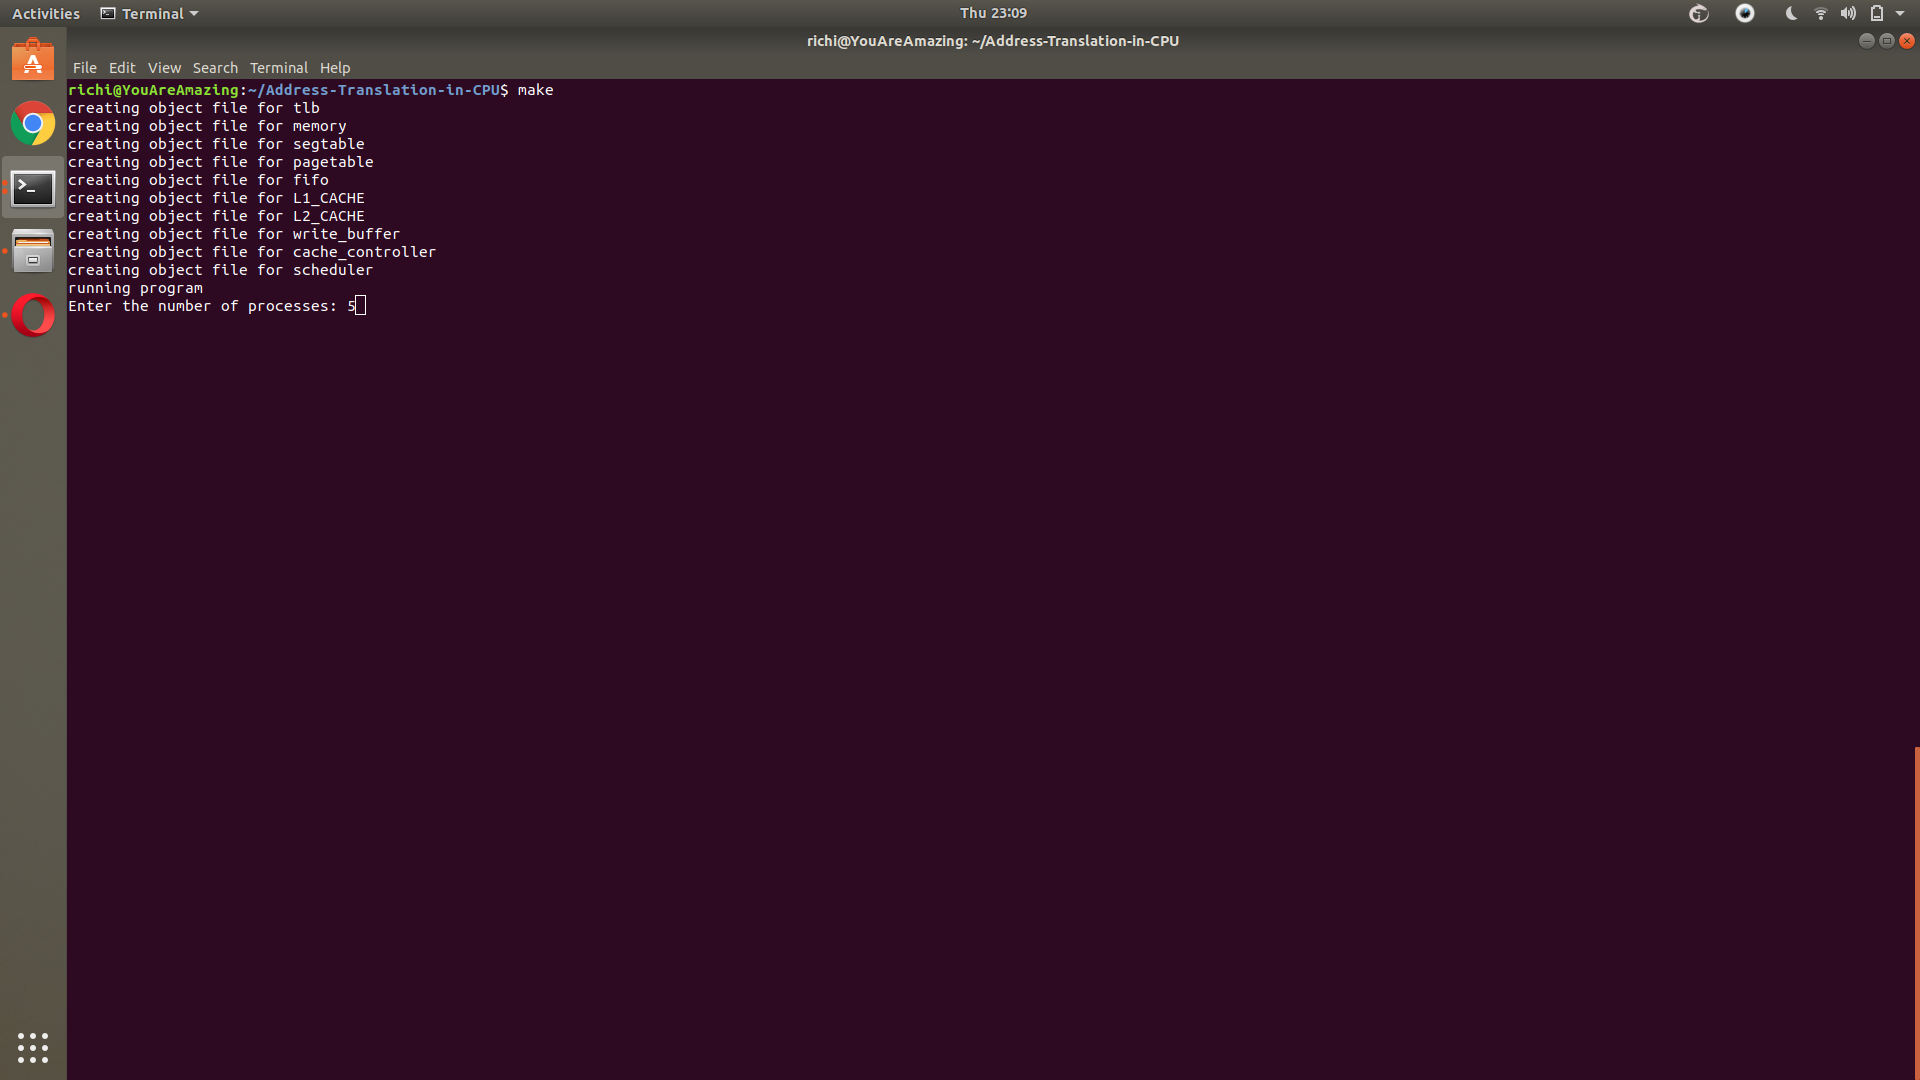 Activities Terminal Thu 23:09
richi@YouAreAmazing: ~/Address-Translation-in-CPU
File Edit View Search Terminal Help
richi@YouAreAmazing:~/Address-Translation-in-CPU$ make
creating object file for tlb
creating object file for memory
creating object file for segtable
creating object file for pagetable
creating object file for fifo
creating object file for L1_CACHE
creating object file for L2_CACHE
creating object file for write_buffer
creating object file for cache_controller
creating object file for scheduler
running program
Enter the number of processes: 5